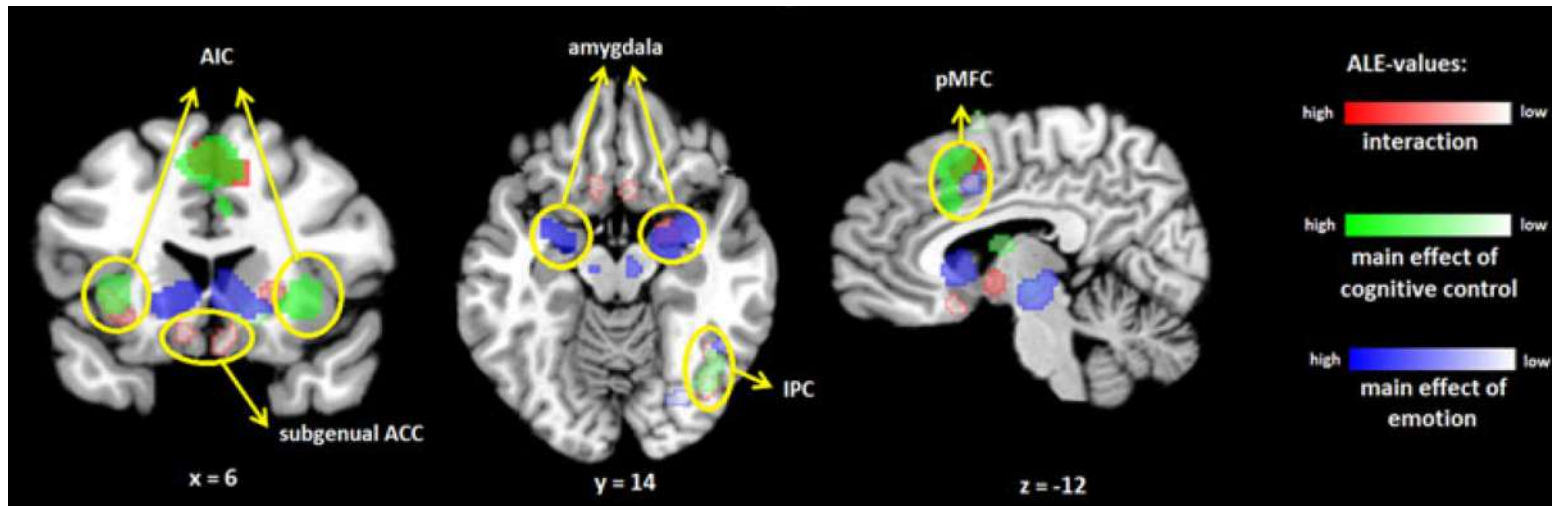 AIC
amygdala
pMFC
IPC
subgenual ACC
x = 6
y = 14
z = -12
ALE-values:
high low
interaction
high low
main effect of
cognitive control
high low
main effect of
emotion